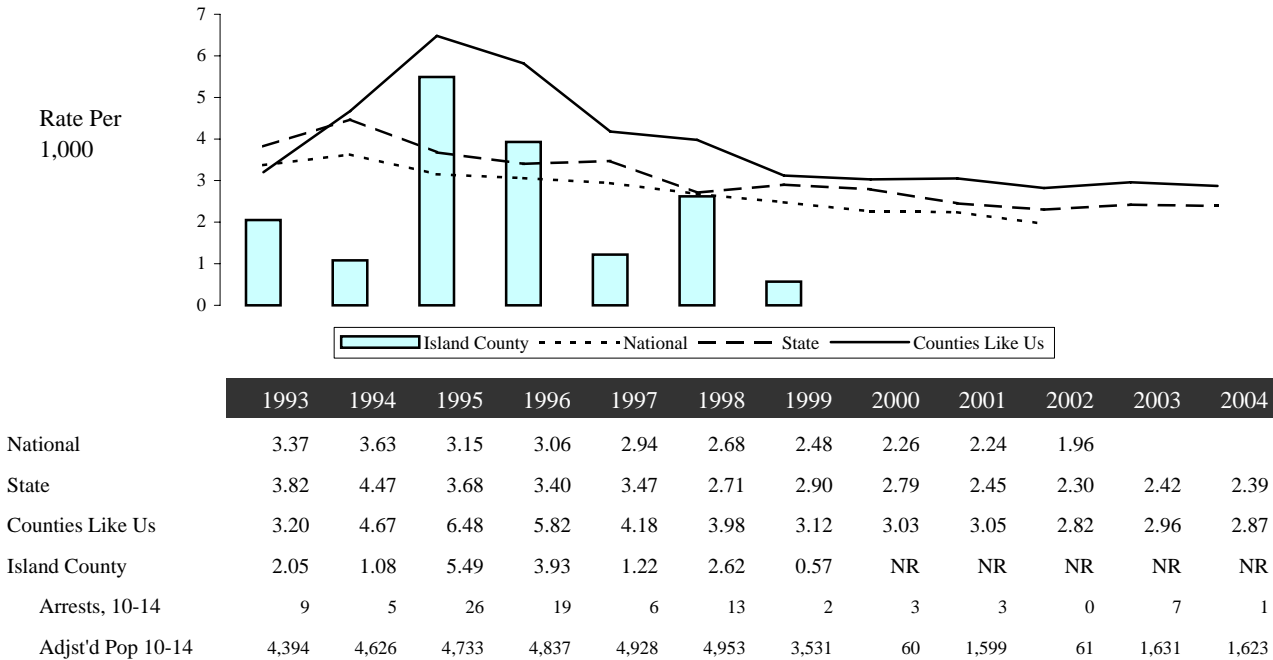 7
6
5
4
3
2
1
0
Rate Per
1,000
Island County National State Counties Like Us
1993 1994 1995 1996 1997 1998 1999 2000 2001 2002 2003 2004
National 3.37 3.63 3.15 3.06 2.94 2.68 2.48 2.26 2.24 1.96
State 3.82 4.47 3.68 3.40 3.47 2.71 2.90 2.79 2.45 2.30 2.42 2.39
Counties Like Us 3.20 4.67 6.48 5.82 4.18 3.98 3.12 3.03 3.05 2.82 2.96 2.87
Island County 2.05 1.08 5.49 3.93 1.22 2.62 0.57 NR NR NR NR NR
Arrests, 10-14 9 5 26 19 6 13 2 3 3 0 7 1
Adjst'd Pop 10-14 4,394 4,626 4,733 4,837 4,928 4,953 3,531 60 1,599 61 1,631 1,623